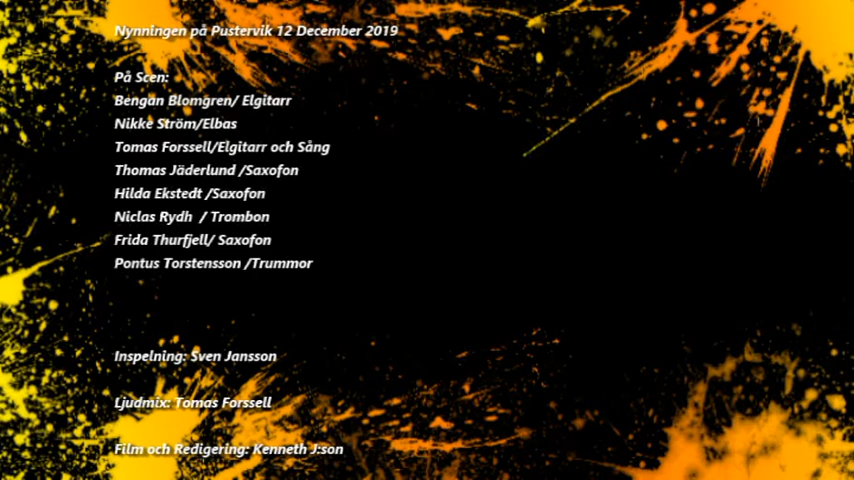 Nynningen på Pustervik 12 December 2019
På Scen:
Bengan Blomgren/ Elgitarr
Nikke Ström/Elbas
Tomas Forssell/Elgitarr och Sång
Thomas Jäderlund /Saxofon
Hilda Ekstedt /Saxofon
Niclas Rydh  / Trombon
Frida Thurfjell/ Saxofon
Pontus Torstensson /Trummor
Inspelning: Sven Jansson
Ljudmix: Tomas Forssell
Film och Redigering: Kenneth J:son